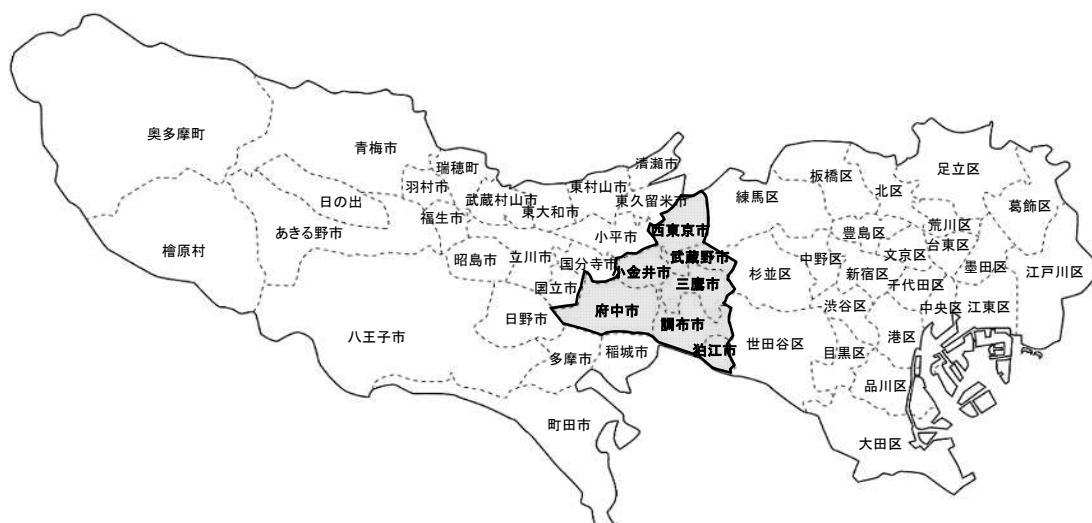 奥多摩町
青梅市
瑞穂町
羽村市
武蔵村山市
東村山市
清瀬市
日の出
福生市
東大和市
東久留米市
檜原村
あきる野市
小平市
西東京市
昭島市
立川市
国分寺市
小金井市
武蔵野市
三鷹市
国立市
府中市
調布市
狛江市
八王子市
日野市
多摩市
稲城市
町田市
練馬区
板橋区
北区
足立区
葛飾区
豊島区
荒川区
文京区
台東区
杉並区
中野区
新宿区
千代田区
墨田区
江戸川区
渋谷区
中央区
江東区
世田谷区
目黒区
港区
品川区
大田区